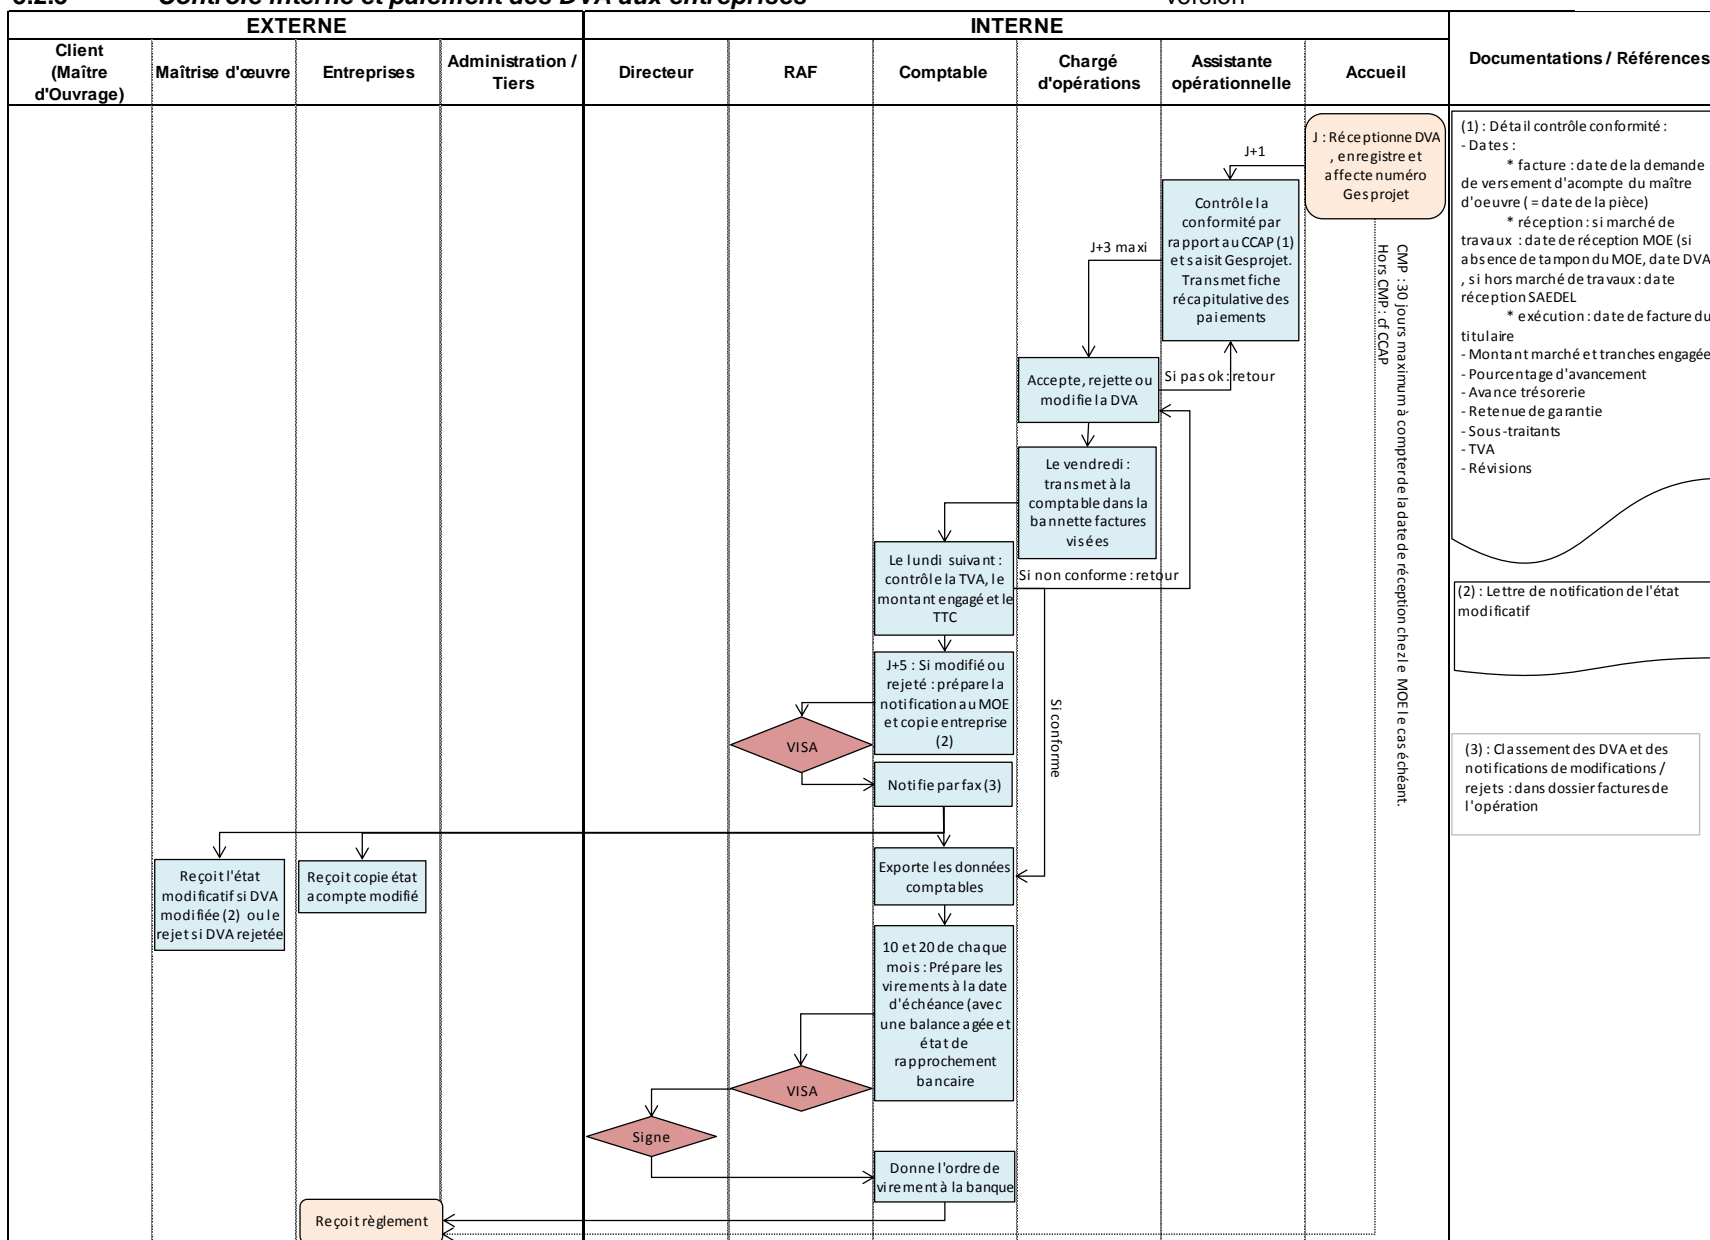 Contrôle interne et paiement des DVA aux entreprises
EXTERNE
INTERNE
Client
(Maître
d'Ouvrage)
Maîtrise d'œuvre
Entreprises
Administration /
Tiers
Directeur
RAF
Comptable
Chargé
d'opérations
Assistante
opérationnelle
Accueil
Documentations / Références
J : Réceptionne DVA
, enregistre et
affecte numéro
Gesprojet
J+1
Contrôle la
conformité par
rapport au CCAP (1)
et saisit Gesprojet.
Transmet fiche
récapitulative des
paiements
J+3 maxi
Accepte, rejette ou
modifie la DVA
Si pas ok : retour
Le vendredi :
transmet à la
comptable dans la
bannette factures
visées
Le lundi suivant :
contrôle la TVA, le
montant engagé et le
TTC
Si non conforme : retour
J+5 : Si modifié ou
rejeté : prépare la
notification au MOE
et copie entreprise
(2)
VISA
Si conforme
Notifie par fax (3)
Reçoit l'état
modificatif si DVA
modifiée (2) ou le
rejet si DVA rejetée
Reçoit copie état
acompte modifié
Exporte les données
comptables
10 et 20 de chaque
mois : Prépare les
virements à la date
d'échéance (avec
une balance agée et
état de
rapprochement
bancaire
VISA
Signe
Donne l'ordre de
virement à la banque
Reçoit règlement
CMP : 30 jours maximum à compter de la date de réception chez le MOE le cas échéant.
Hors CMP : cf CCAP
(1) : Détail contrôle conformité :
- Dates :
* facture : date de la demande
de versement d'acompte du maître
d'oeuvre ( = date de la pièce)
* réception : si marché de
travaux : date de réception MOE (si
absence de tampon du MOE, date DVA
, si hors marché de travaux : date
réception SAEDEL
* exécution : date de facture du
titulaire
- Montant marché et tranches engagée
- Pourcentage d'avancement
- Avance trésorerie
- Retenue de garantie
- Sous-traitants
- TVA
- Révisions
(2) : Lettre de notification de l'état
modificatif
(3) : Classement des DVA et des
notifications de modifications /
rejets : dans dossier factures de
l'opération